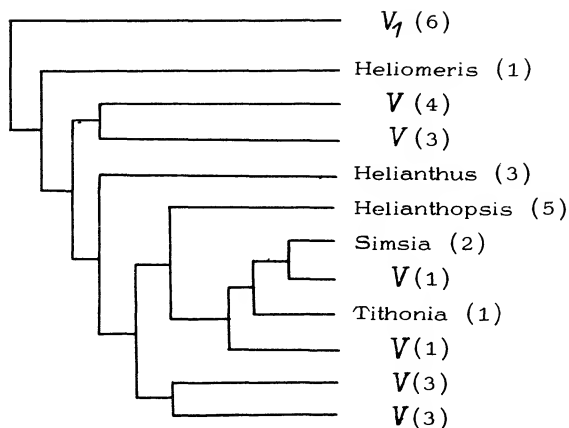 V₁ (6)
Heliomeris (1)
V (4)
V (3)
Helianthus (3)
Helianthopsis (5)
Simsia (2)
V (1)
Tithonia (1)
V (1)
V (3)
V (3)